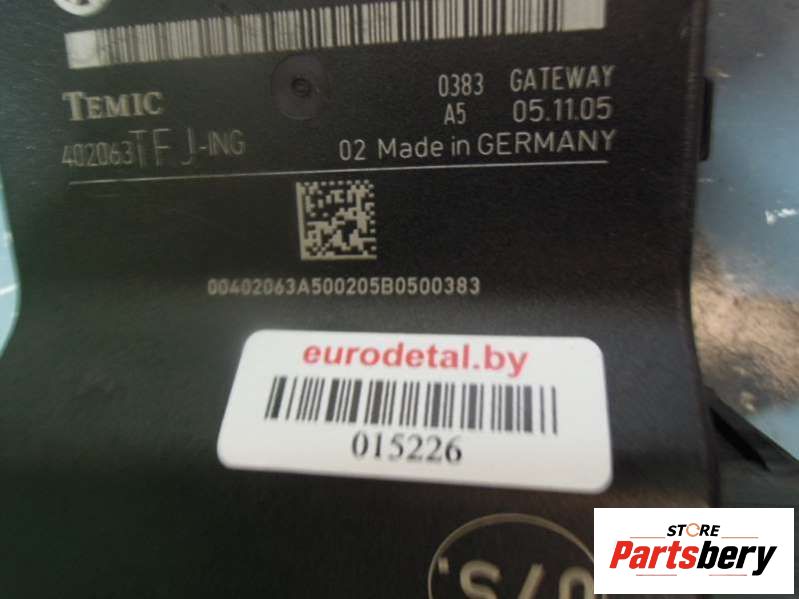 0383 GATEWAY
TEMIC
A5 05.11.05
402063TFJ-ING
02 Made in GERMANY
00402063A500205B0500383
eurodetal.by
015226
STORE
Partsbery